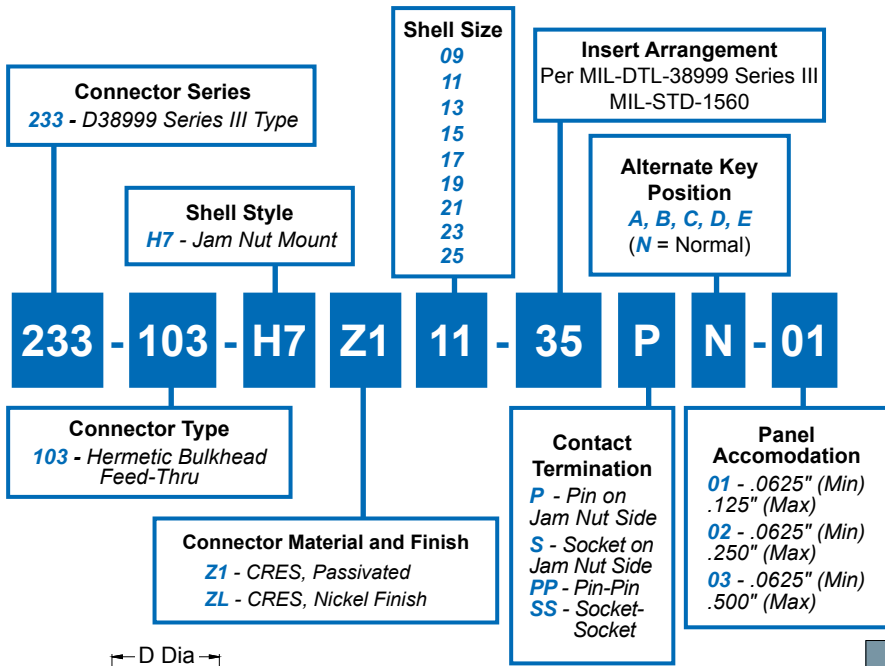 Shell Size
09
11
13
15
17
19
21
23
25
Insert Arrangement
Per MIL-DTL-38999 Series III
MIL-STD-1560
Connector Series
233 - D38999 Series III Type
Shell Style
H7 - Jam Nut Mount
Alternate Key
Position
A, B, C, D, E
(N = Normal)
233 - 103 - H7 Z1 11 - 35 P N - 01
Connector Type
103 - Hermetic Bulkhead
Feed-Thru
Connector Material and Finish
Z1 - CRES, Passivated
ZL - CRES, Nickel Finish
Contact
Termination
P - Pin on
Jam Nut Side
S - Socket on
Jam Nut Side
PP - Pin-Pin
SS - Socket-
Socket
Panel
Accomodation
01 - .0625" (Min)
.125" (Max)
02 - .0625" (Min)
.250" (Max)
03 - .0625" (Min)
.500" (Max)
D Dia